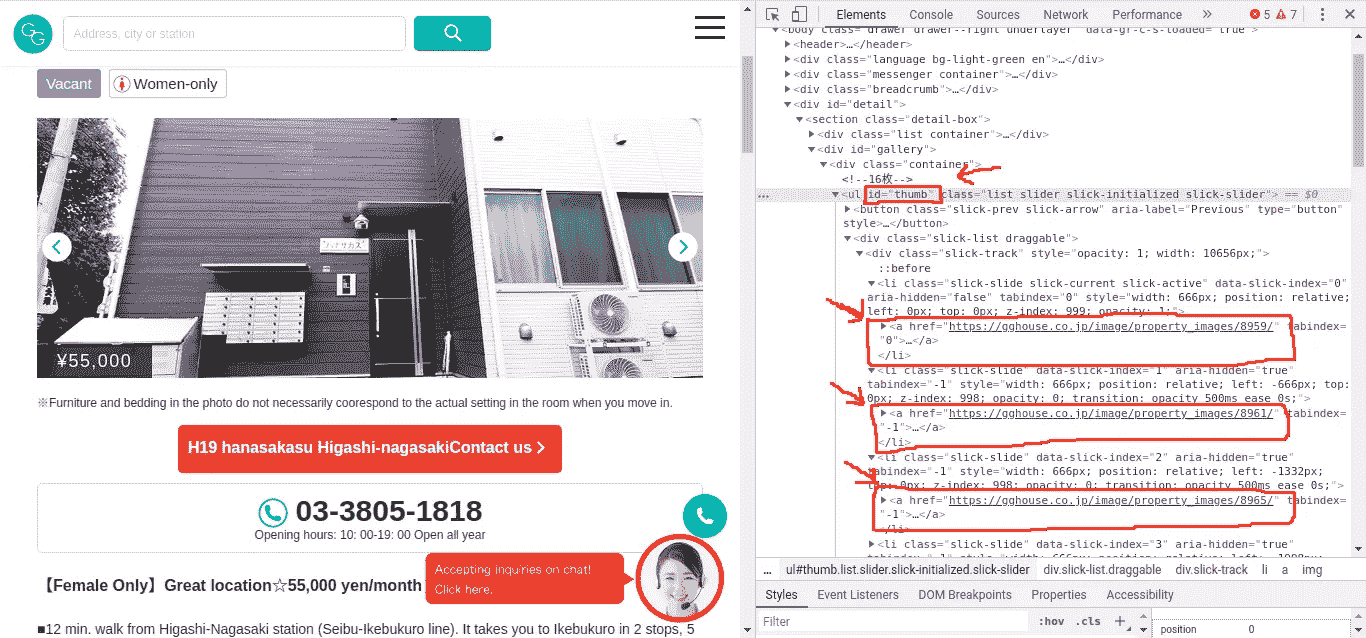 GG
Address, city or station
Vacant
Women-only
ハナサカス
¥55,000
※Furniture and bedding in the photo do not necessarily coorespond to the actual setting in the room when you move in.
H19 hanasakasu Higashi-nagasakiContact us
03-3805-1818
Opening hours: 10: 00-19: 00 Open all year
Accepting inquiries on chat!
Click here.
【Female Only】Great location☆55,000 yen/month
■12 min. walk from Higashi-Nagasaki station (Seibu-Ikebukuro line). It takes you to Ikebukuro in 2 stops, 5
Elements Console Sources Network Performance » 5 7
<body class="drawer drawer--right underlayer" data-gr-c-s-loaded="true">
<header>…</header>
<div class="language bg-light-green en">…</div>
<div class="messenger container">…</div>
<div class="breadcrumb">…</div>
<div id="detail">
<section class="detail-box">
<div class="list container">…</div>
<div id="gallery">
<div class="container">
<!--16枚-->
… <ul id="thumb" class="list slider slick-initialized slick-slider"> == $0
<button class="slick-prev slick-arrow" aria-label="Previous" type="button"
style>…</button>
<div class="slick-list draggable">
<div class="slick-track" style="opacity: 1; width: 10656px;">
::before
<li class="slick-slide slick-current slick-active" data-slick-index="0"
aria-hidden="false" tabindex="0" style="width: 666px; position: relative;
left: 0px; top: 0px; z-index: 999; opacity: 1;">
<a href="https://gghouse.co.jp/image/property_images/8959/" tabindex=
"0">…</a>
</li>
<li class="slick-slide" data-slick-index="1" aria-hidden="true"
tabindex="-1" style="width: 666px; position: relative; left: -666px; top:
0px; z-index: 998; opacity: 0; transition: opacity 500ms ease 0s;">
<a href="https://gghouse.co.jp/image/property_images/8961/" tabindex=
"-1">…</a>
</li>
<li class="slick-slide" data-slick-index="2" aria-hidden="true"
tabindex="-1" style="width: 666px; position: relative; left: -1332px;
top: 0px; z-index: 998; opacity: 0; transition: opacity 500ms ease 0s;">
<a href="https://gghouse.co.jp/image/property_images/8965/" tabindex=
"-1">…</a>
</li>
<li class="slick-slide" data-slick-index="3" aria-hidden="true"
tabindex="-1" style="width: 666px; position: relative; left: -1998px;
... ul#thumb.list.slider.slick-initialized.slick-slider div.slick-list.draggable div.slick-track li a img
Styles Event Listeners DOM Breakpoints Properties Accessibility
Filter :hov .cls +
position 0